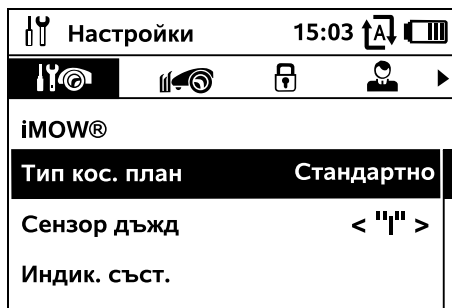 Настройки 15:03 A
iMOW®
Тип кос. план Стандартно
Сензор дъжд < "|" >
Индик. съст.